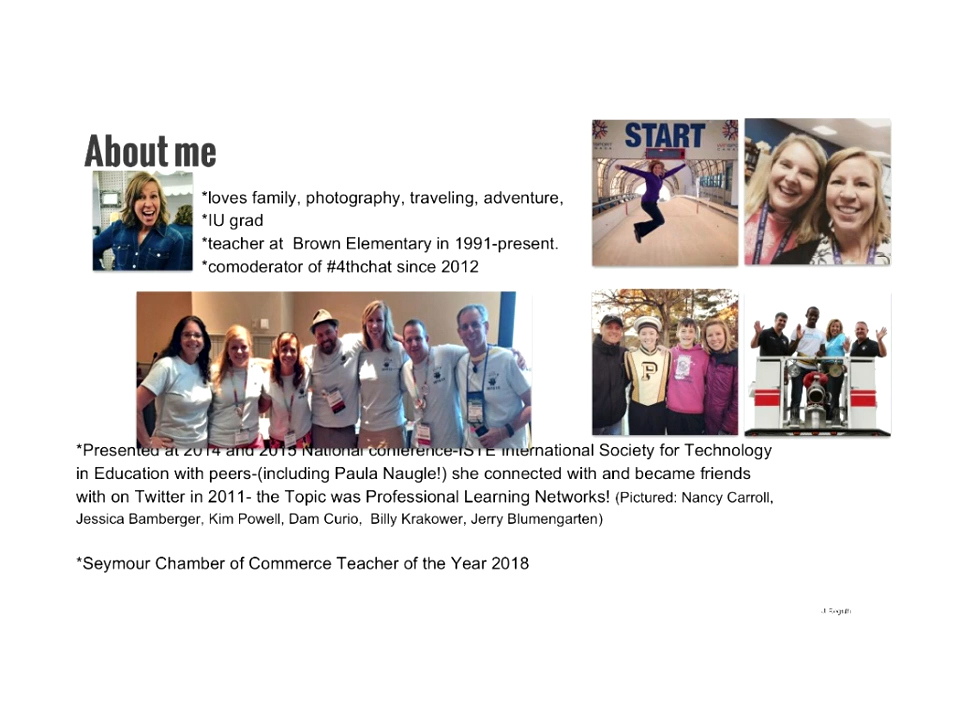 About me
START
*loves family, photography, traveling, adventure,
*IU grad
*teacher at  Brown Elementary in 1991-present.
*comoderator of #4thchat since 2012
P
*Presented at 2014 and 2015 National conference-ISTE International Society for Technology
in Education with peers-(including Paula Naugle!) she connected with and became friends
with on Twitter in 2011- the Topic was Professional Learning Networks! (Pictured: Nancy Carroll,
Jessica Bamberger, Kim Powell, Dam Curio,  Billy Krakower, Jerry Blumengarten)
*Seymour Chamber of Commerce Teacher of the Year 2018